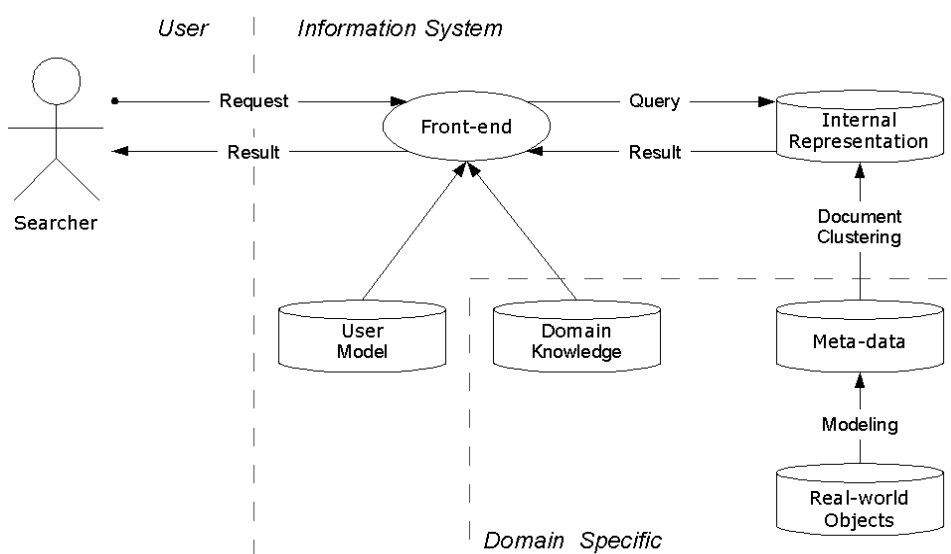 User
Information System
Request
Query
Front-end
Internal
Representation
Result
Result
Searcher
Document
Clustering
User
Model
Domain
Knowledge
Meta-data
Modeling
Real-world
Objects
Domain Specific